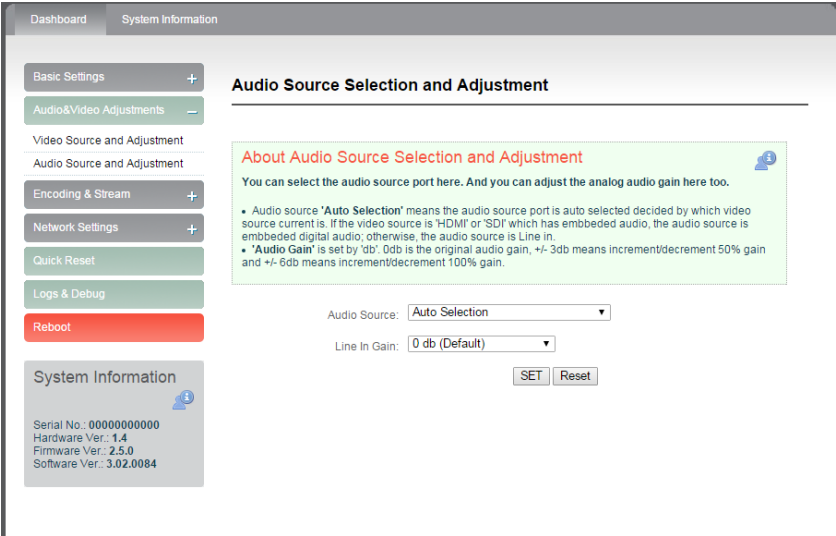 Dashboard
System Information
Basic Settings
Audio&Video Adjustments
Video Source and Adjustment
Audio Source and Adjustment
Encoding & Stream
Network Settings
Quick Reset
Logs & Debug
Reboot
System Information
Serial No.: 00000000000
Hardware Ver.: 1.4
Firmware Ver.: 2.5.0
Software Ver.: 3.02.0084
Audio Source Selection and Adjustment
About Audio Source Selection and Adjustment
You can select the audio source port here. And you can adjust the analog audio gain here too.
• Audio source 'Auto Selection' means the audio source port is auto selected decided by which video
source current is. If the video source is 'HDMI' or 'SDI' which has embbeded audio, the audio source is
embbeded digital audio; otherwise, the audio source is Line in.
• 'Audio Gain' is set by 'db'. 0db is the original audio gain, +/- 3db means increment/decrement 50% gain
and +/- 6db means increment/decrement 100% gain.
Audio Source: Auto Selection
Line In Gain: 0 db (Default)
SET Reset